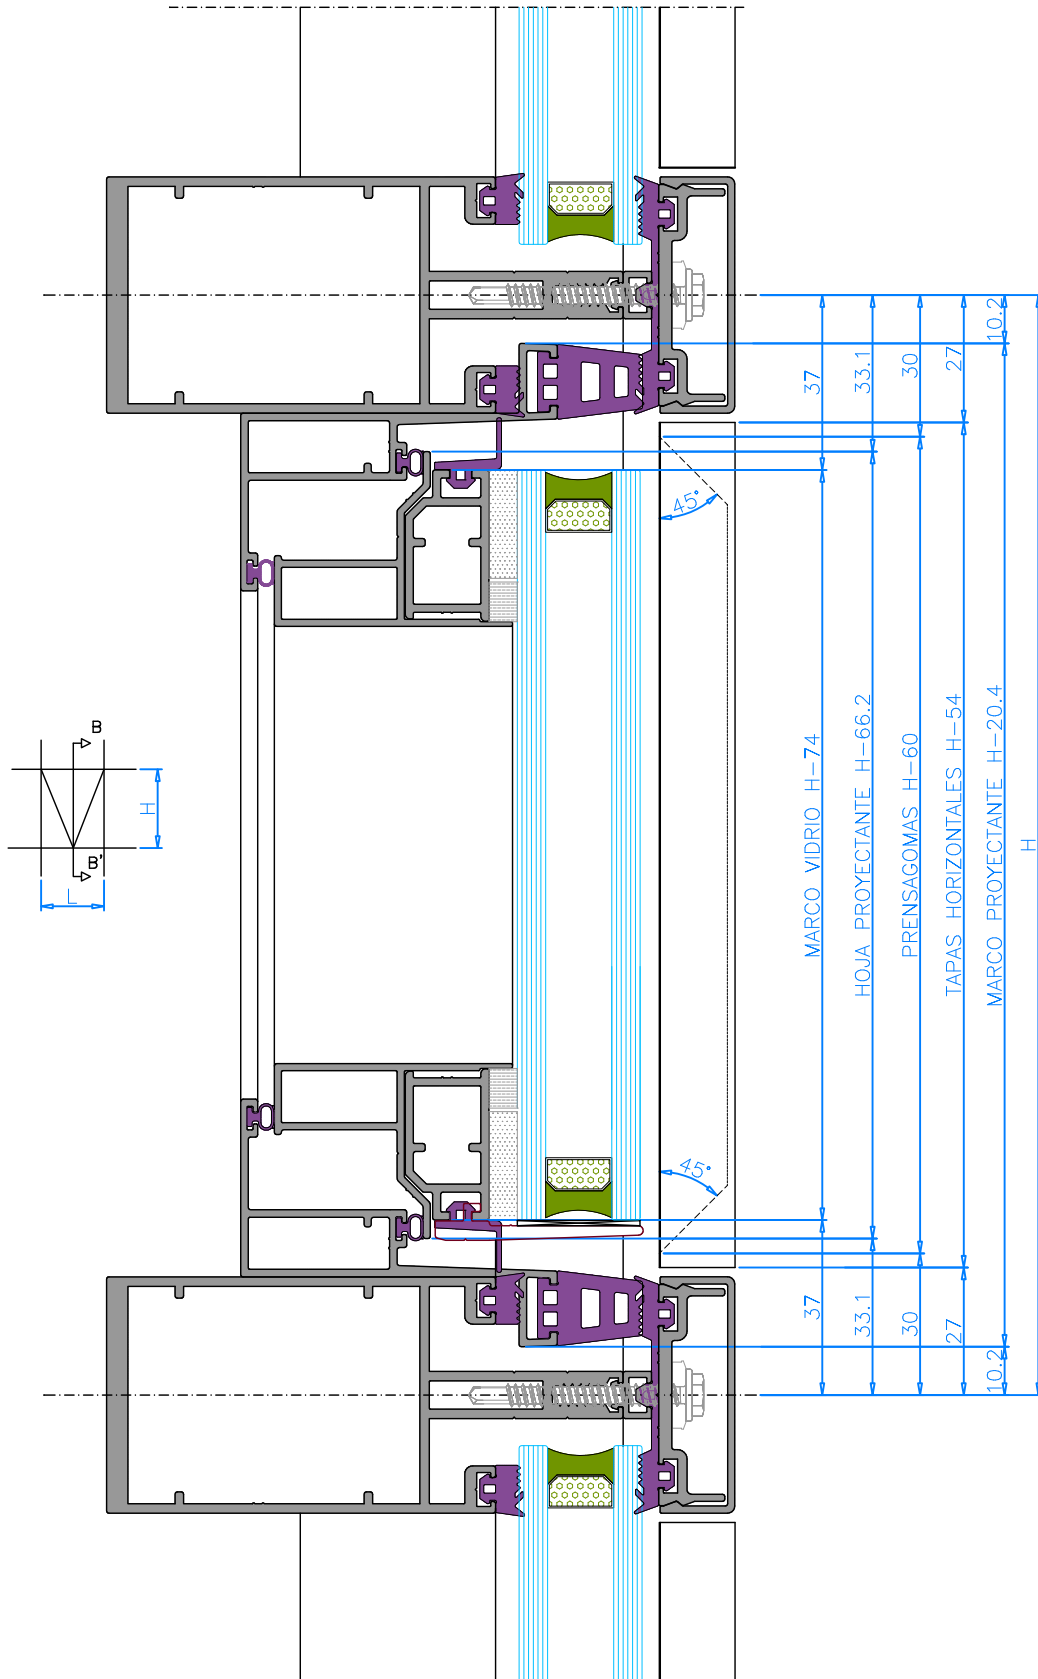 10.2
27
30
33.1
37
45°
B
H
B'
L
MARCO VIDRIO H-74
HOJA PROYECTANTE H-66.2
PRENSAGOMAS H-60
TAPAS HORIZONTALES H-54
MARCO PROYECTANTE H-20.4
H
45°
37
33.1
30
27
10.2